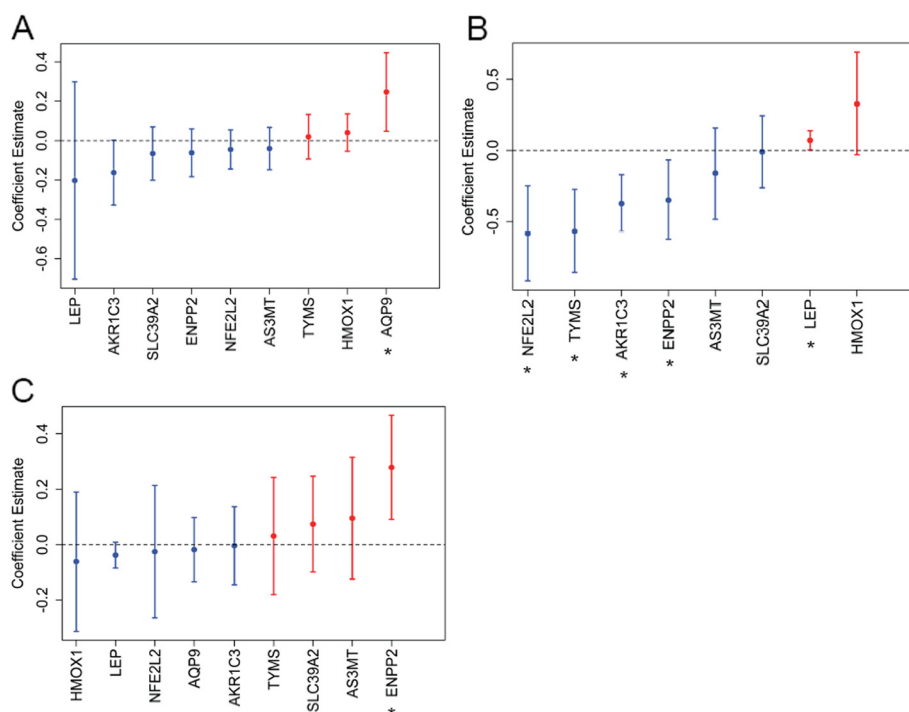 A
Coefficient Estimate
0.4
0.2
0.0
-0.2
-0.4
-0.6
LEP
AKR1C3
SLC39A2
ENPP2
NFE2L2
AS3MT
TYMS
HMOX1
* AQP9
B
Coefficient Estimate
0.5
0.0
-0.5
* NFE2L2
* TYMS
* AKR1C3
* ENPP2
AS3MT
SLC39A2
* LEP
HMOX1
C
Coefficient Estimate
0.4
0.2
0.0
-0.2
HMOX1
LEP
NFE2L2
AQP9
AKR1C3
TYMS
SLC39A2
AS3MT
* ENPP2